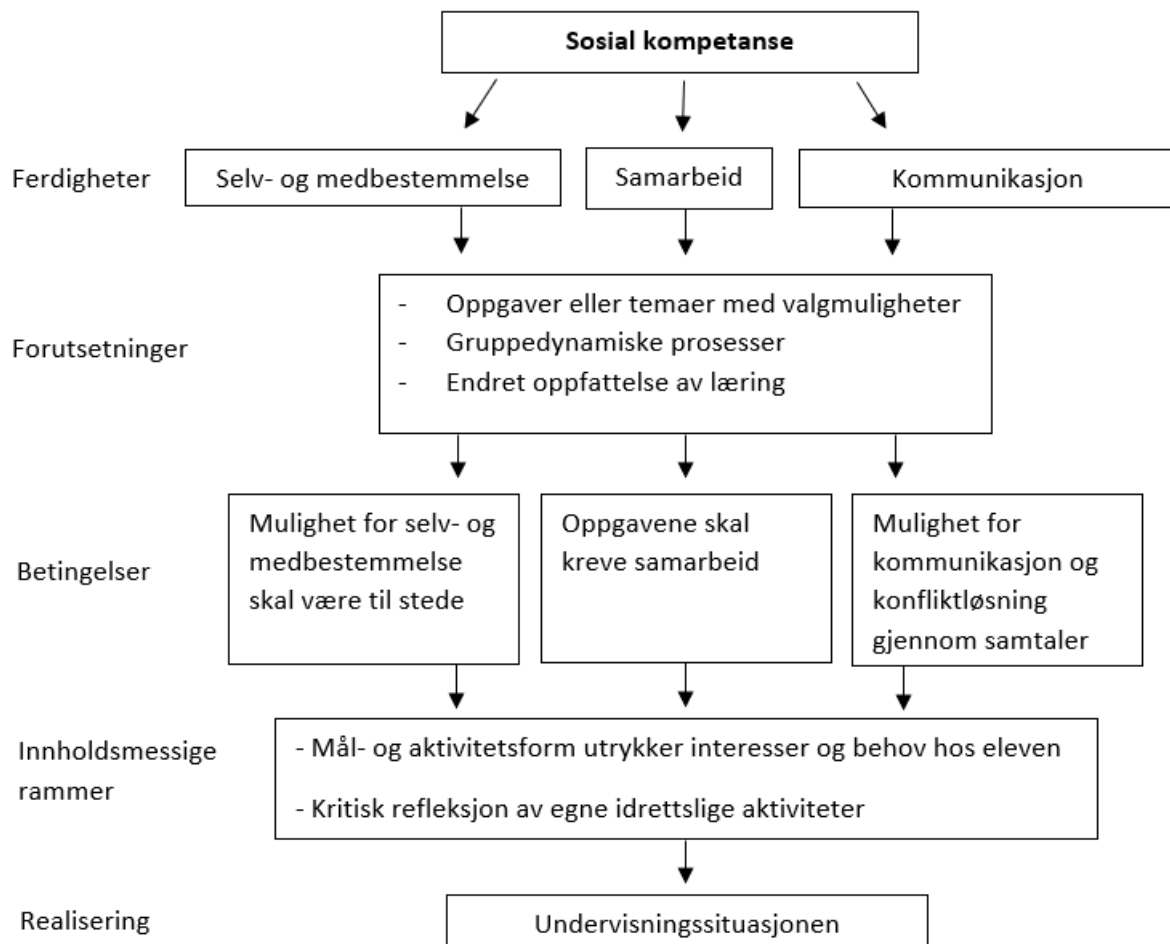 Sosial kompetanse
Ferdigheter
Selv- og medbestemmelse
Samarbeid
Kommunikasjon
Forutsetninger
- Oppgaver eller temaer med valgmuligheter
- Gruppedynamiske prosesser
- Endret oppfattelse av læring
Betingelser
Mulighet for selv- og
medbestemmelse
skal være til stede
Oppgavene skal
kreve samarbeid
Mulighet for
kommunikasjon og
konfliktløsning
gjennom samtaler
Innholdsmessige
rammer
- Mål- og aktivitetsform utrykker interesser og behov hos eleven
- Kritisk refleksjon av egne idrettslige aktiviteter
Realisering
Undervisningssituasjonen